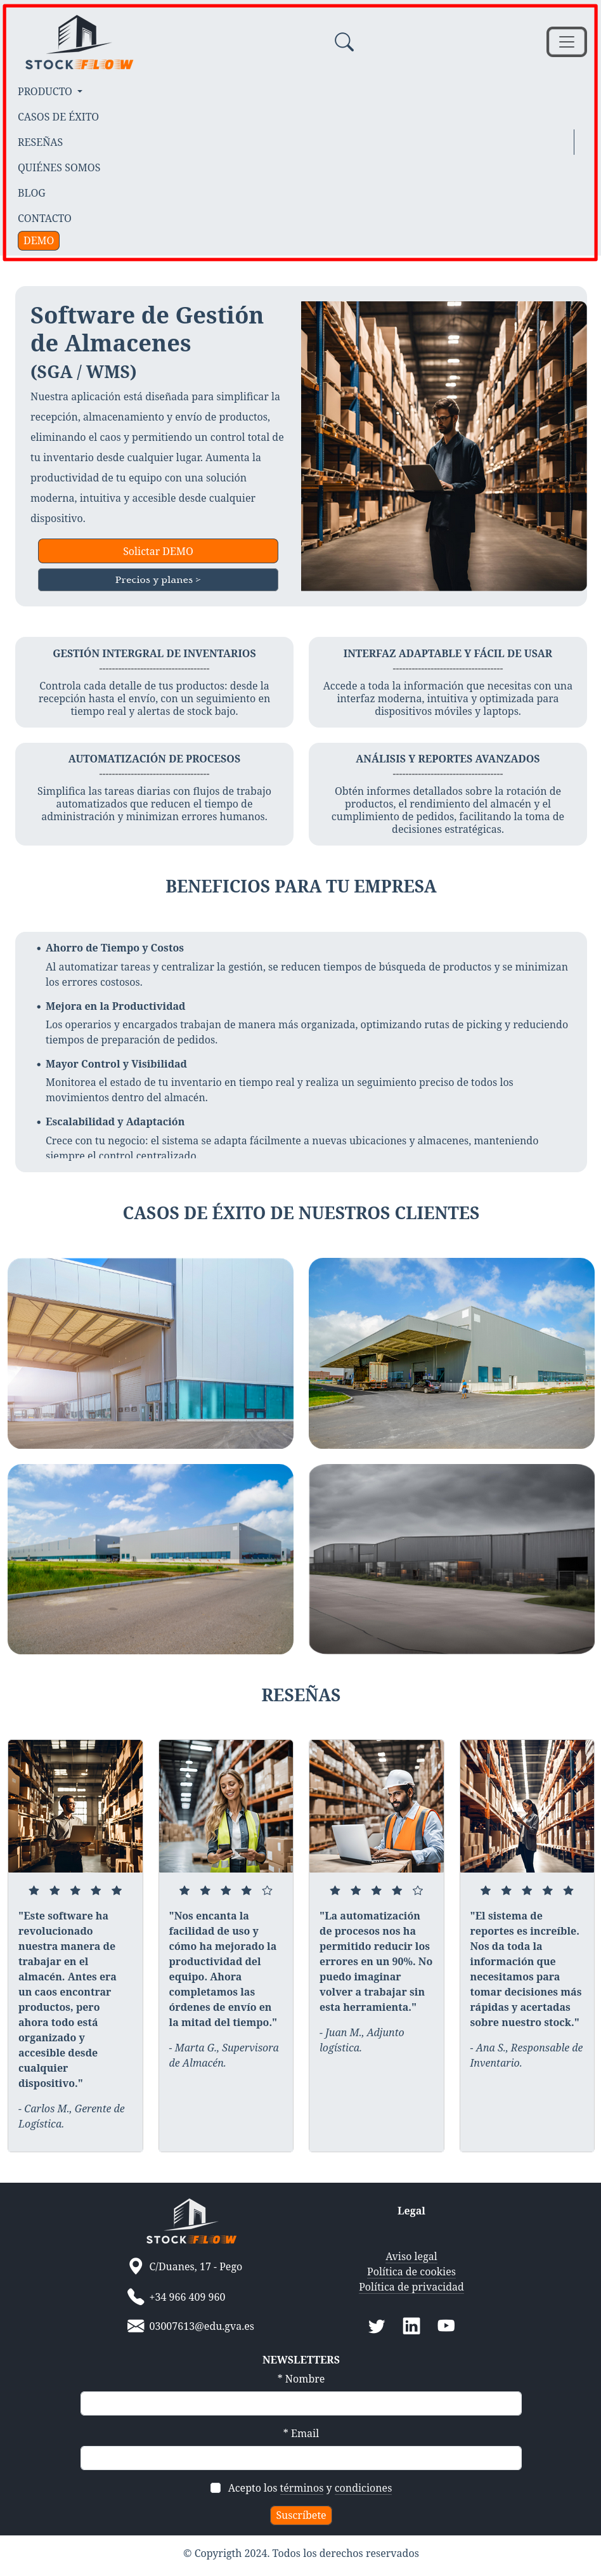 STOCKFLOW
PRODUCTO
CASOS DE ÉXITO
RESEÑAS
QUIÉNES SOMOS
BLOG
CONTACTO
DEMO
Software de Gestión
de Almacenes
(SGA / WMS)
Nuestra aplicación está diseñada para simplificar la
recepción, almacenamiento y envío de productos,
eliminando el caos y permitiendo un control total de
tu inventario desde cualquier lugar. Aumenta la
productividad de tu equipo con una solución
moderna, intuitiva y accesible desde cualquier
dispositivo.
Solictar DEMO
Precios y planes >
GESTIÓN INTERGRAL DE INVENTARIOS
-----------------------------------
Controla cada detalle de tus productos: desde la
recepción hasta el envío, con un seguimiento en
tiempo real y alertas de stock bajo.
INTERFAZ ADAPTABLE Y FÁCIL DE USAR
-----------------------------------
Accede a toda la información que necesitas con una
interfaz moderna, intuitiva y optimizada para
dispositivos móviles y laptops.
AUTOMATIZACIÓN DE PROCESOS
-----------------------------------
Simplifica las tareas diarias con flujos de trabajo
automatizados que reducen el tiempo de
administración y minimizan errores humanos.
ANÁLISIS Y REPORTES AVANZADOS
-----------------------------------
Obtén informes detallados sobre la rotación de
productos, el rendimiento del almacén y el
cumplimiento de pedidos, facilitando la toma de
decisiones estratégicas.
BENEFICIOS PARA TU EMPRESA
• Ahorro de Tiempo y Costos
Al automatizar tareas y centralizar la gestión, se reducen tiempos de búsqueda de productos y se minimizan
los errores costosos.
• Mejora en la Productividad
Los operarios y encargados trabajan de manera más organizada, optimizando rutas de picking y reduciendo
tiempos de preparación de pedidos.
• Mayor Control y Visibilidad
Monitorea el estado de tu inventario en tiempo real y realiza un seguimiento preciso de todos los
movimientos dentro del almacén.
• Escalabilidad y Adaptación
Crece con tu negocio: el sistema se adapta fácilmente a nuevas ubicaciones y almacenes, manteniendo
siempre el control centralizado.
CASOS DE ÉXITO DE NUESTROS CLIENTES
RESEÑAS
"Este software ha
revolucionado
nuestra manera de
trabajar en el
almacén. Antes era
un caos encontrar
productos, pero
ahora todo está
organizado y
accesible desde
cualquier
dispositivo."
- Carlos M., Gerente de
Logística.
"Nos encanta la
facilidad de uso y
cómo ha mejorado la
productividad del
equipo. Ahora
completamos las
órdenes de envío en
la mitad del tiempo."
- Marta G., Supervisora
de Almacén.
"La automatización
de procesos nos ha
permitido reducir los
errores en un 90%. No
puedo imaginar
volver a trabajar sin
esta herramienta."
- Juan M., Adjunto
logística.
"El sistema de
reportes es increíble.
Nos da toda la
información que
necesitamos para
tomar decisiones más
rápidas y acertadas
sobre nuestro stock."
- Ana S., Responsable de
Inventario.
STOCKFLOW
C/Duanes, 17 - Pego
+34 966 409 960
03007613@edu.gva.es
Legal
Aviso legal
Política de cookies
Política de privacidad
NEWSLETTERS
* Nombre
* Email
Acepto los términos y condiciones
Suscríbete
© Copyrigth 2024. Todos los derechos reservados